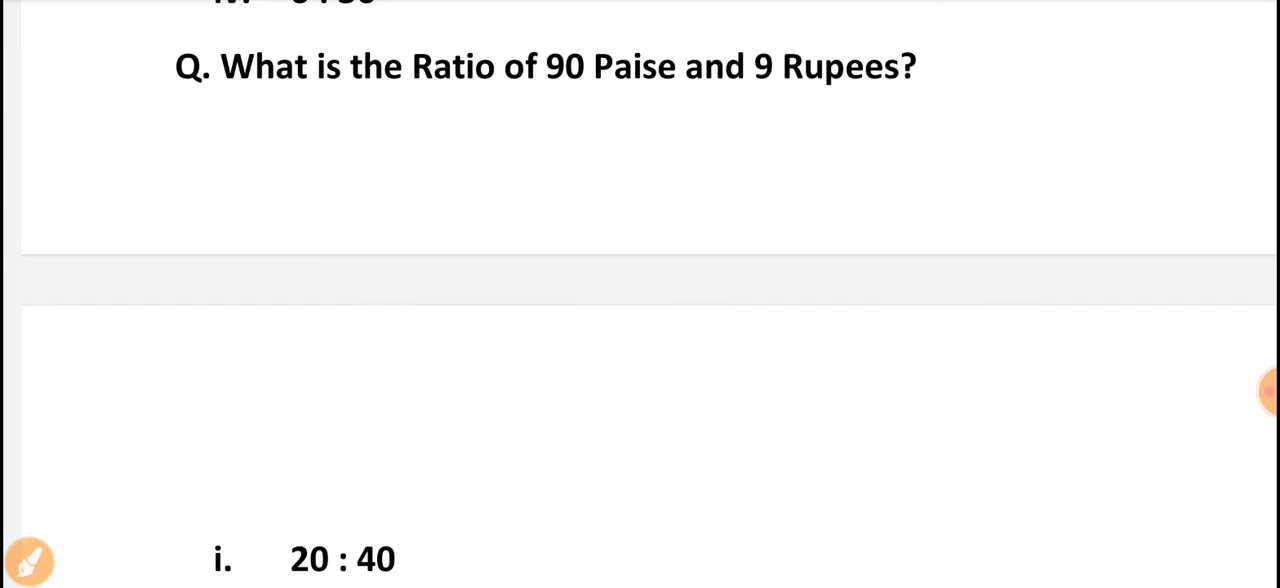 Q. What is the Ratio of 90 Paise and 9 Rupees?
i. 20 : 40